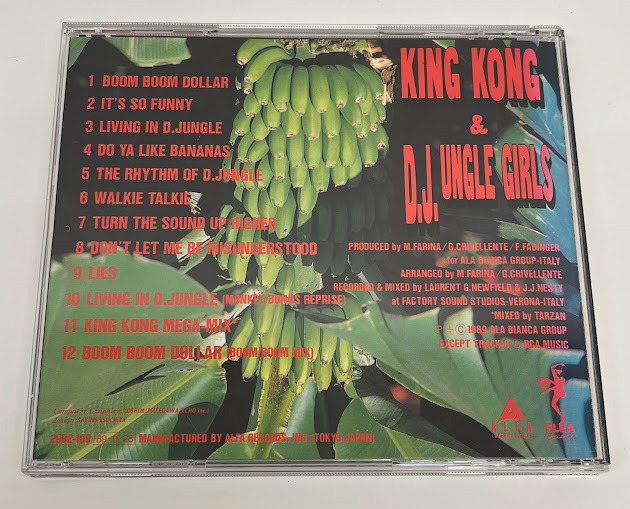 1 BOOM BOOM DOLLAR
2 IT'S SO FUNNY
3 LIVING IN D.JUNGLE
4 DO YA LIKE BANANAS
5 THE RHYTHM OF D.JUNGLE
6 WALKIE TALKIE
7 TURN THE SOUND UP HIGHER
8 DON'T LET ME BE MISUNDERSTOOD
9 LIES
10 LIVING IN D.JUNGLE (MONKEY BONUS REPRISE)
11 KING KONG MEGA-MIX*
12 BOOM BOOM DOLLAR (BOOM BOOM MIX)
KING KONG
&
D.J. UNGLE GIRLS
PRODUCED by M.FARINA/G.CRIVELLENTE/F.FADINGER
for ALA BIANCA GROUP-ITALY
ARRANGED by M.FARINA/G.CRIVELLENTE
RECORDED & MIXED by LAURENT G.NEWFIELD & J.J.NESTY
at FACTORY SOUND STUDIOS-VERONA-ITALY
*MIXED by TARZAN
Ⓟ+Ⓒ1989 ALA BIANCA GROUP
EXCEPT TRACK 8 RCA MUSIC
ALFA
FLEA
MANUFACTURED BY ALFA RECORDS, INC. (TOKYO JAPAN)